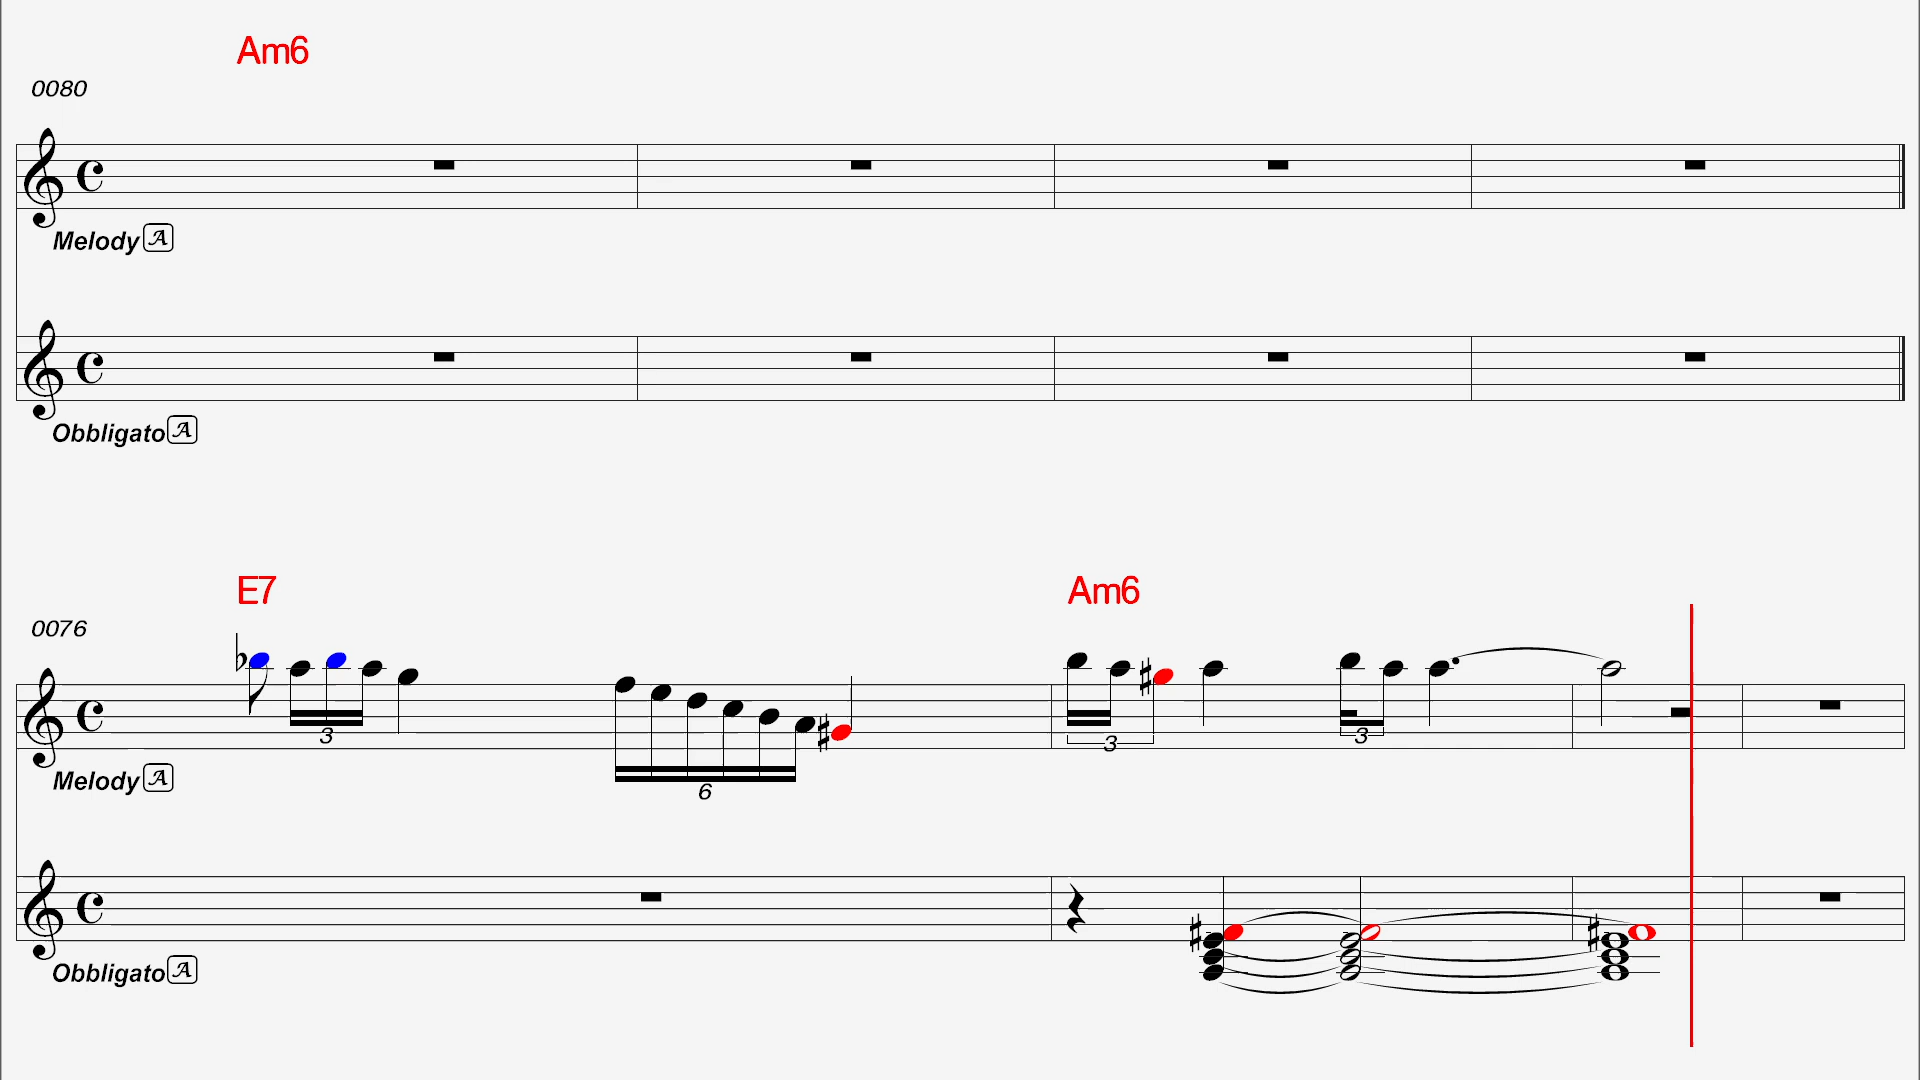 Am6
0080
Melody A
Obbligato A
E7 Am6
0076
3 6 3 3
Melody A
Obbligato A